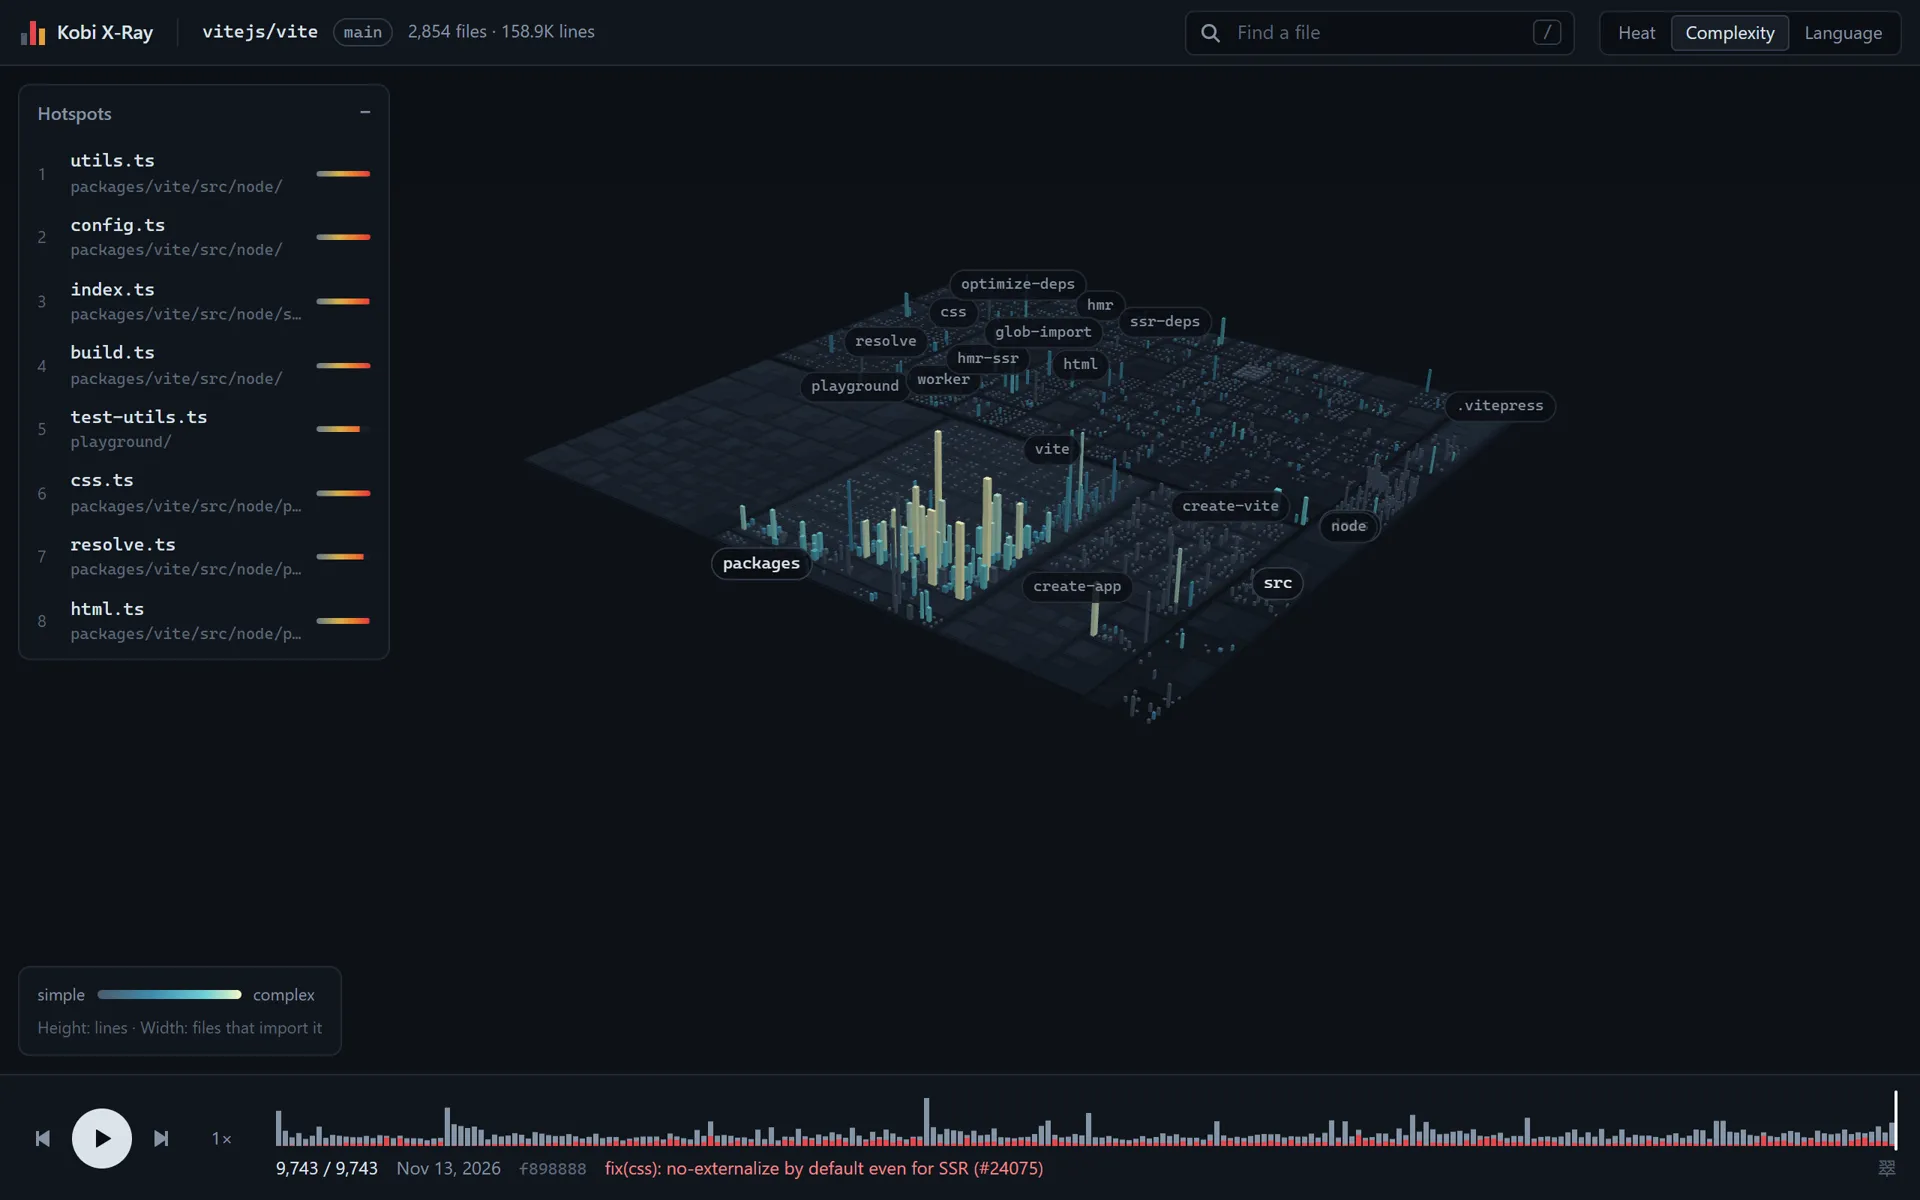 Kobi X-Ray
vitejs/vite
main
2,854 files · 158.9K lines
Find a file
/
Heat
Complexity
Language
Hotspots
−
1
utils.ts
packages/vite/src/node/
2
config.ts
packages/vite/src/node/
3
index.ts
packages/vite/src/node/s…
4
build.ts
packages/vite/src/node/
5
test-utils.ts
playground/
6
css.ts
packages/vite/src/node/p…
7
resolve.ts
packages/vite/src/node/p…
8
html.ts
packages/vite/src/node/p…
optimize-deps
hmr
css
ssr-deps
glob-import
resolve
hmr-ssr
html
worker
playground
.vitepress
vite
create-vite
node
packages
create-app
src
simple
complex
Height: lines · Width: files that import it
1×
9,743 / 9,743
Nov 13, 2026
f898888
fix(css): no-externalize by default even for SSR (#24075)